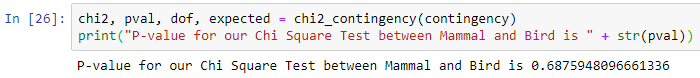 In [26]: chi2, pval, dof, expected = chi2_contingency(contingency)
print("P-value for our Chi Square Test between Mammal and Bird is " + str(pval))
P-value for our Chi Square Test between Mammal and Bird is 0.6875948096661336